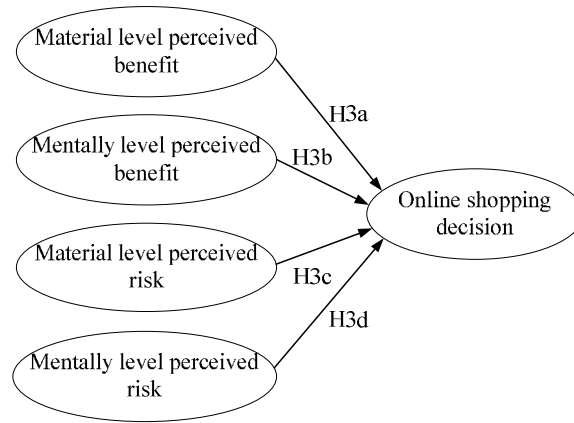 Material level perceived
benefit
H3a
Mentally level perceived
benefit
H3b
Online shopping
decision
Material level perceived
risk
H3c
H3d
Mentally level perceived
risk